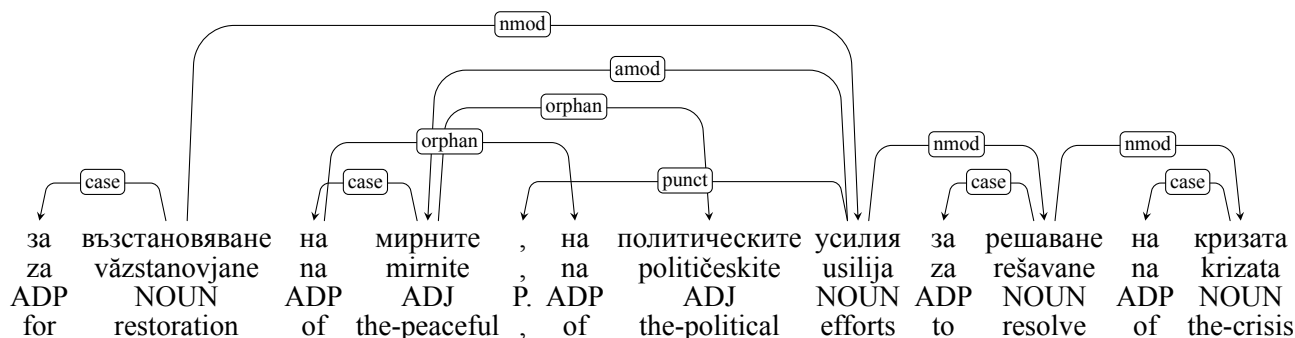 nmod
amod
orphan
orphan nmod nmod
case case punct case case
за възстановяване на мирните , на политическите усилия за решаване на кризата
za văzstanovjane na mirnite , na političeskite usilija za rešavane na krizata
ADP NOUN ADP ADJ P. ADP ADJ NOUN ADP NOUN ADP NOUN
for restoration of the-peaceful , of the-political efforts to resolve of the-crisis